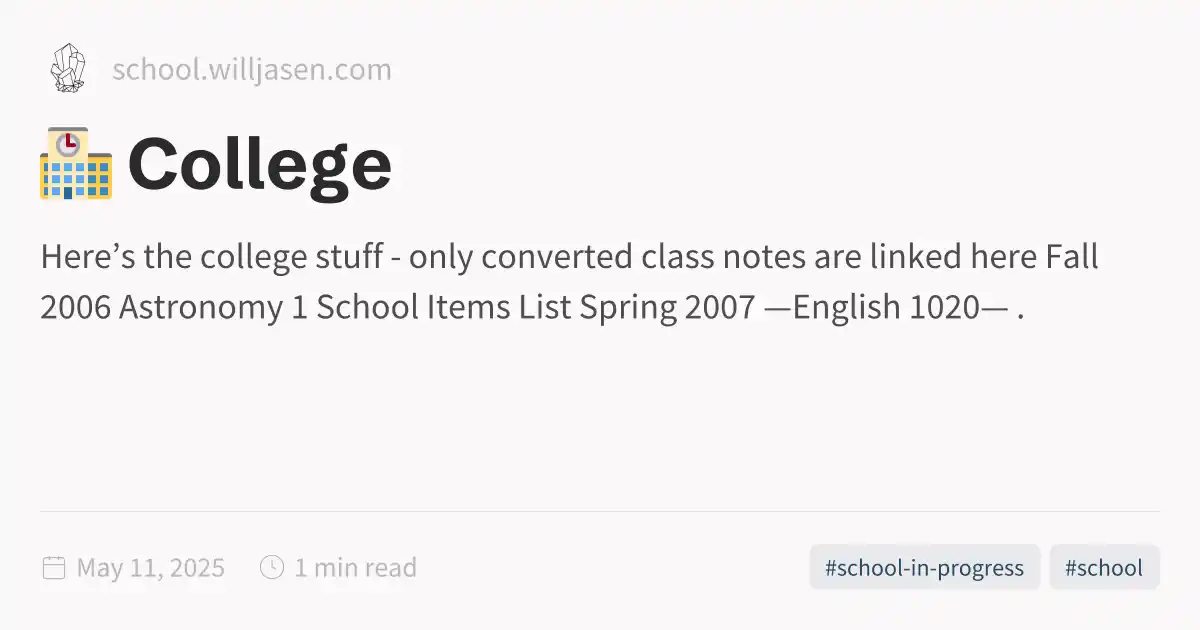 school.willjasen.com
🏫 College
Here’s the college stuff - only converted class notes are linked here Fall
2006 Astronomy 1 School Items List Spring 2007 —English 1020— .
May 11, 2025 1 min read #school-in-progress #school